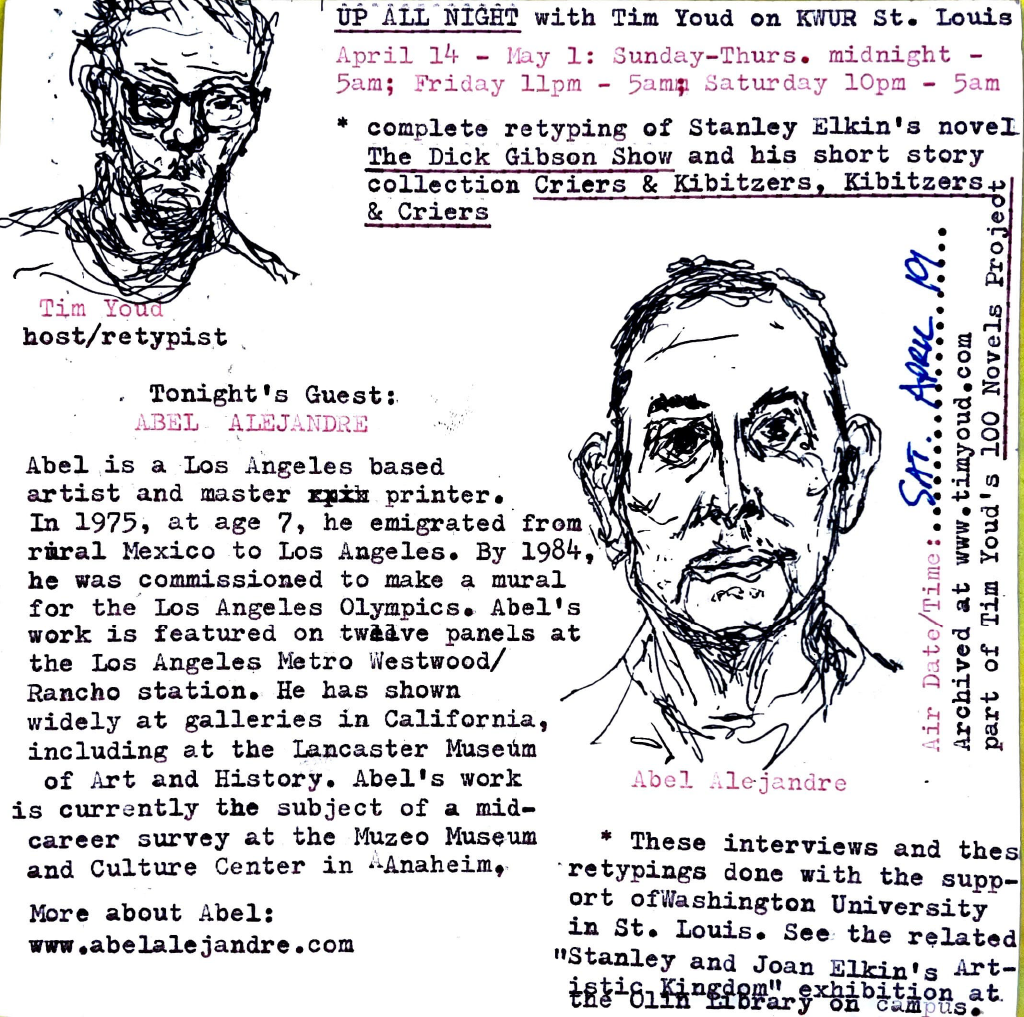 UP ALL NIGHT with Tim Youd on KWUR St. Louis
April 14 - May 1: Sunday-Thurs. midnight -
5am; Friday 11pm - 5am; Saturday 10pm - 5am
* complete retyping of Stanley Elkin's novel
The Dick Gibson Show and his short story
collection Criers & Kibitzers, Kibitzers
& Criers
Tim Youd
host/retypist
Tonight's Guest:
ABEL ALEJANDRE
Abel is a Los Angeles based
artist and master printer.
In 1975, at age 7, he emigrated from
rural Mexico to Los Angeles. By 1984,
he was commissioned to make a mural
for the Los Angeles Olympics. Abel's
work is featured on twelve panels at
the Los Angeles Metro Westwood/
Rancho station. He has shown
widely at galleries in California,
including at the Lancaster Museum
of Art and History. Abel's work
is currently the subject of a mid-
career survey at the Muzeo Museum
and Culture Center in AAnaheim,
More about Abel:
www.abelalejandre.com
Abel Alejandre
Air Date/Time:..SAT. APRIL 19...
Archived at www.timyoud.com
part of Tim Youd's 100 Novels Project
* These interviews and thes
retypings done with the supp-
ort ofWashington University
in St. Louis. See the related
"Stanley and Joan Elkin's Art-
istic Kingdom" exhibition at
the Olin Library on campus.